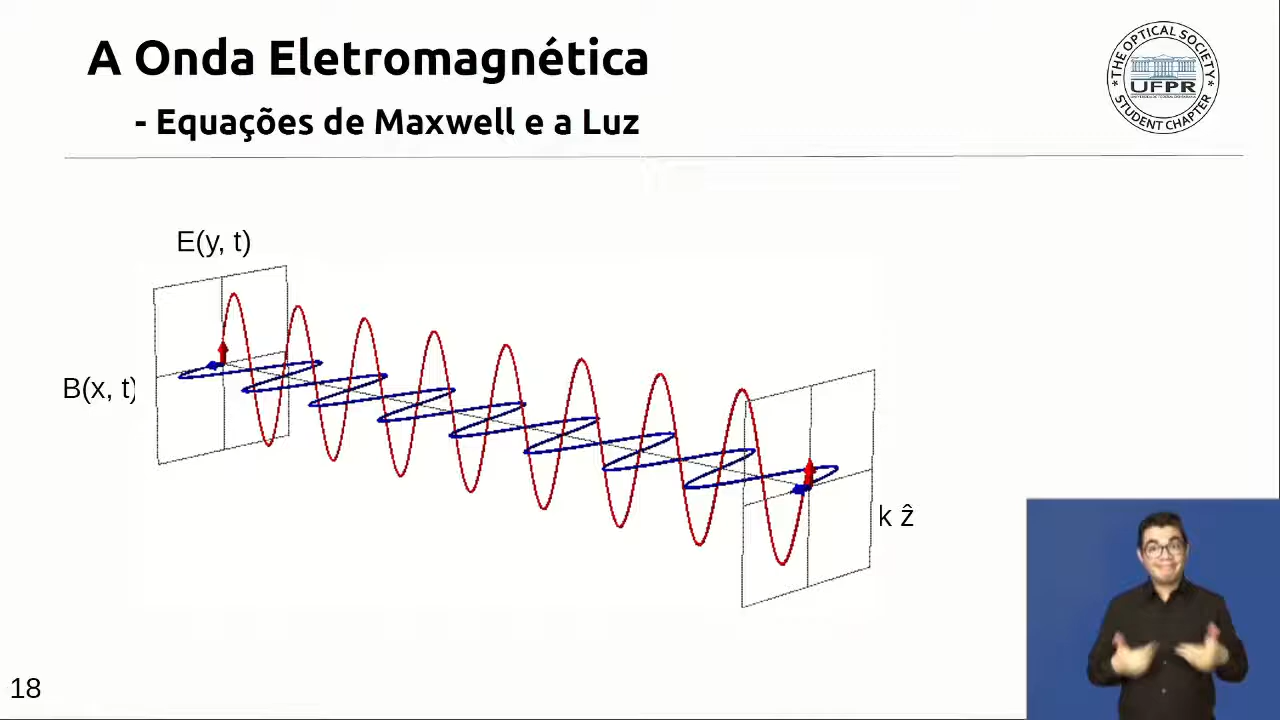 A Onda Eletromagnética
- Equações de Maxwell e a Luz
THE OPTICAL SOCIETY
UFPR
STUDENT CHAPTER
E(y, t)
B(x, t)
k ẑ
18